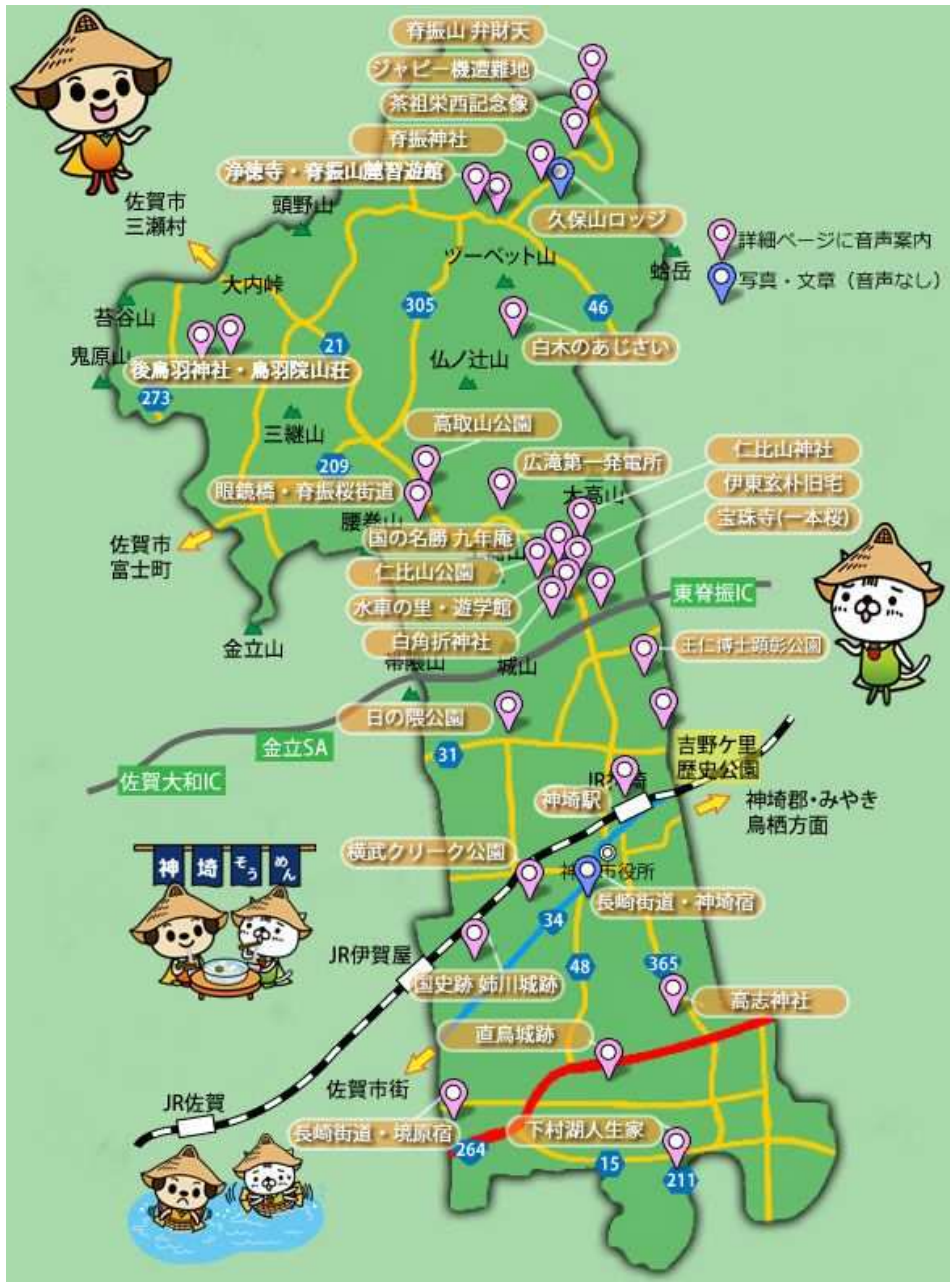 脊振山 弁財天
ジャビー機遭難地
茶祖栄西記念像
脊振神社
浄徳寺・脊振山麓習遊館
久保山ロッジ
佐賀市
三瀬村
頭野山
ツーベット山
蛤岳
詳細ページに音声案内
写真・文章（音声なし）
大内峠
苔谷山
鬼原山
305
46
21
白木のあじさい
後鳥羽神社・鳥羽院山荘
仏ノ辻山
273
三継山
高取山公園
209
広滝第一発電所
仁比山神社
眼鏡橋・脊振桜街道
大高山
伊東玄朴旧宅
腰巻山
宝珠寺(一本桜)
国の名勝 九年庵
佐賀市
富士町
仁比山公園
水車の里・遊学館
東脊振IC
白角折神社
金立山
帯隈山
城山
王仁博士顕彰公園
日の隈公園
金立SA
31
佐賀大和IC
吉野ケ里
歴史公園
神埼駅
神埼郡・みやき
鳥栖方面
神埼そうめん
横武クリーク公園
長崎街道・神埼宿
34
JR伊賀屋
48
365
国史跡 姉川城跡
高志神社
直鳥城跡
佐賀市街
JR佐賀
長崎街道・境原宿
下村湖人生家
264
15
211